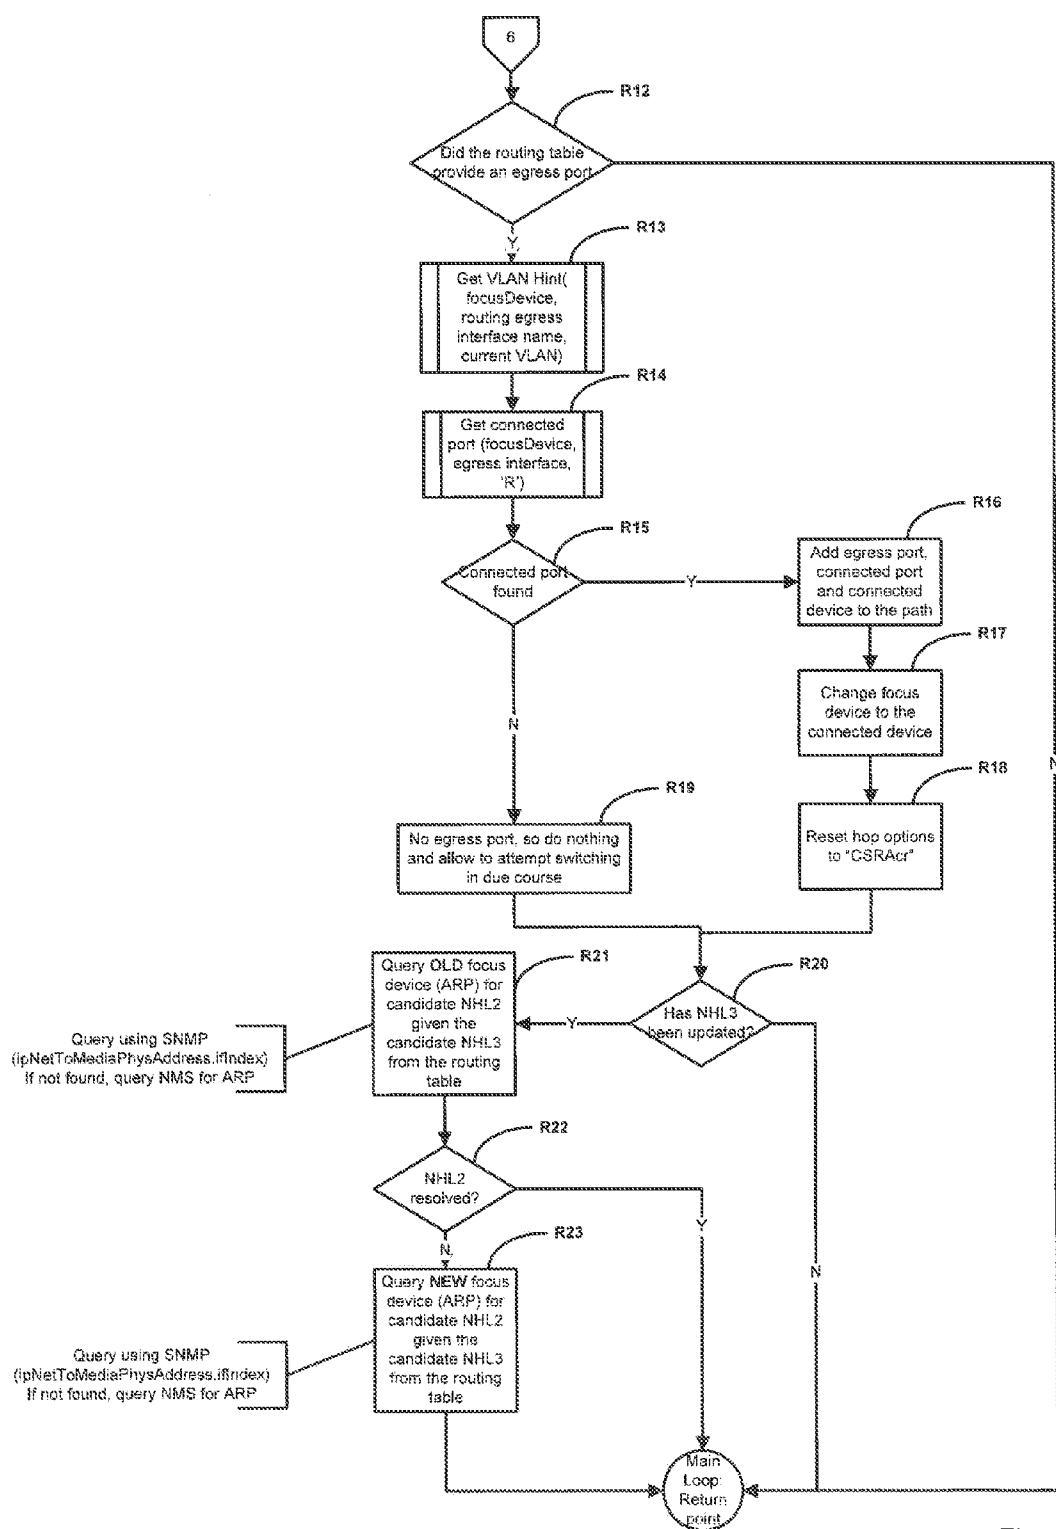 6
R12
Did the routing table
provide an egress port
Y
R13
Get VLAN Hint(
focusDevice,
routing egress
interface name,
current VLAN)
R14
Get connected
port (focusDevice,
egress interface,
'R')
R15
Connected port
found
Y
R16
Add egress port,
connected port
and connected
device to the path
R17
Change focus
device to the
connected device
N
N
R18
Reset hop options
to "CSRAcr"
R19
No egress port, so do nothing
and allow to attempt switching
in due course
R20
Has NHL3
been updated?
Y
R21
Query OLD focus
device (ARP) for
candidate NHL2
given the
candidate NHL3
from the routing
table
Query using SNMP
(ipNetToMediaPhysAddress.ifIndex)
If not found, query NMS for ARP
R22
NHL2
resolved?
Y
N
N
R23
Query NEW focus
device (ARP) for
candidate NHL2
given the
candidate NHL3
from the routing
table
Query using SNMP
(ipNetToMediaPhysAddress.ifIndex)
If not found, query NMS for ARP
Main
Loop:
Return
point